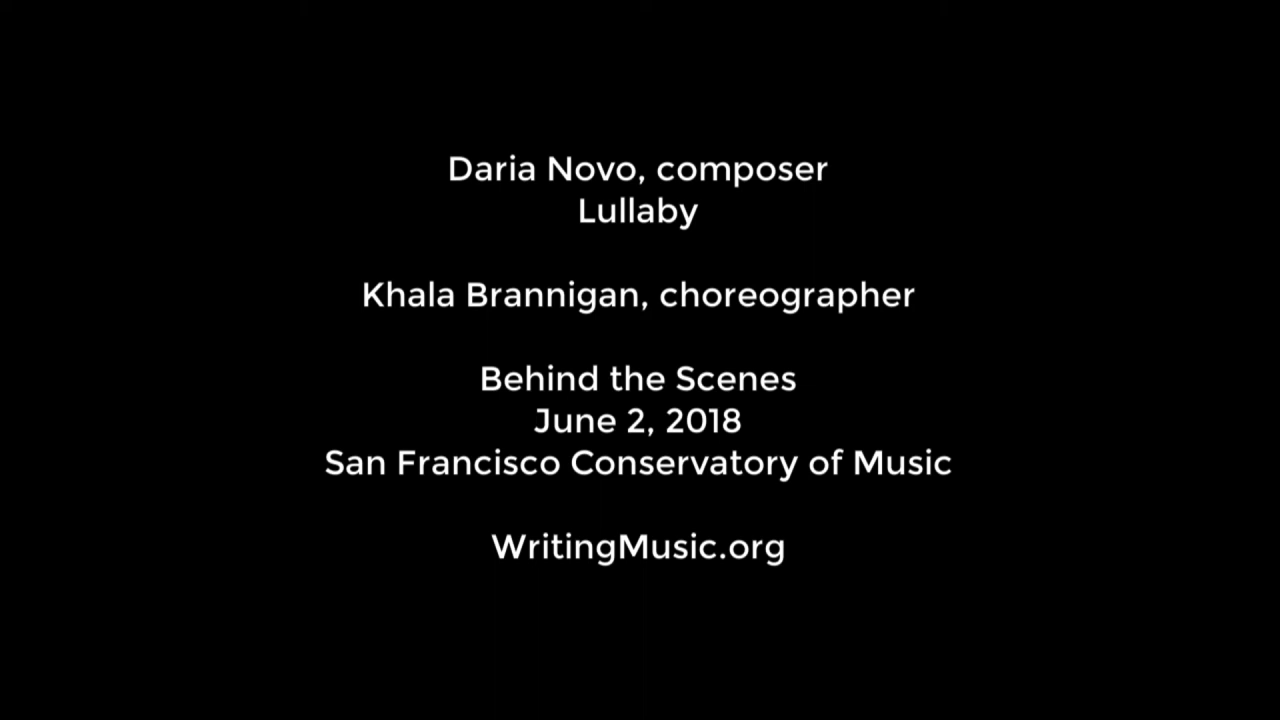 Daria Novo, composer
Lullaby
Khala Brannigan, choreographer
Behind the Scenes
June 2, 2018
San Francisco Conservatory of Music
WritingMusic.org